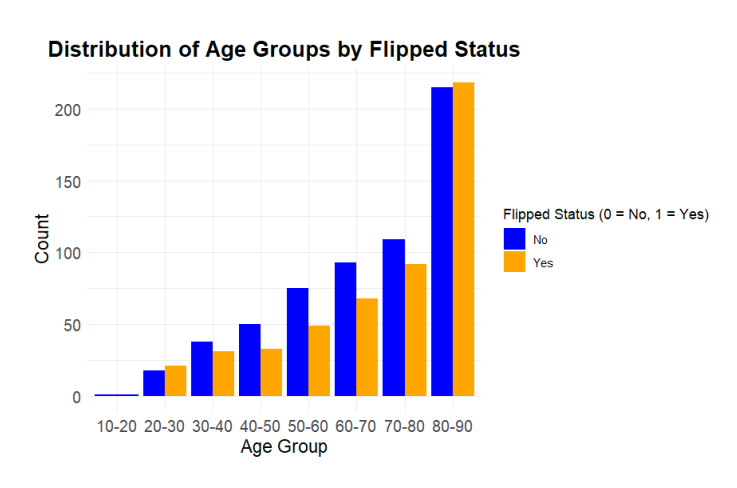 Distribution of Age Groups by Flipped Status
200
150
100
50
0
Count
10-20 20-30 30-40 40-50 50-60 60-70 70-80 80-90
Age Group
Flipped Status (0 = No, 1 = Yes)
No
Yes